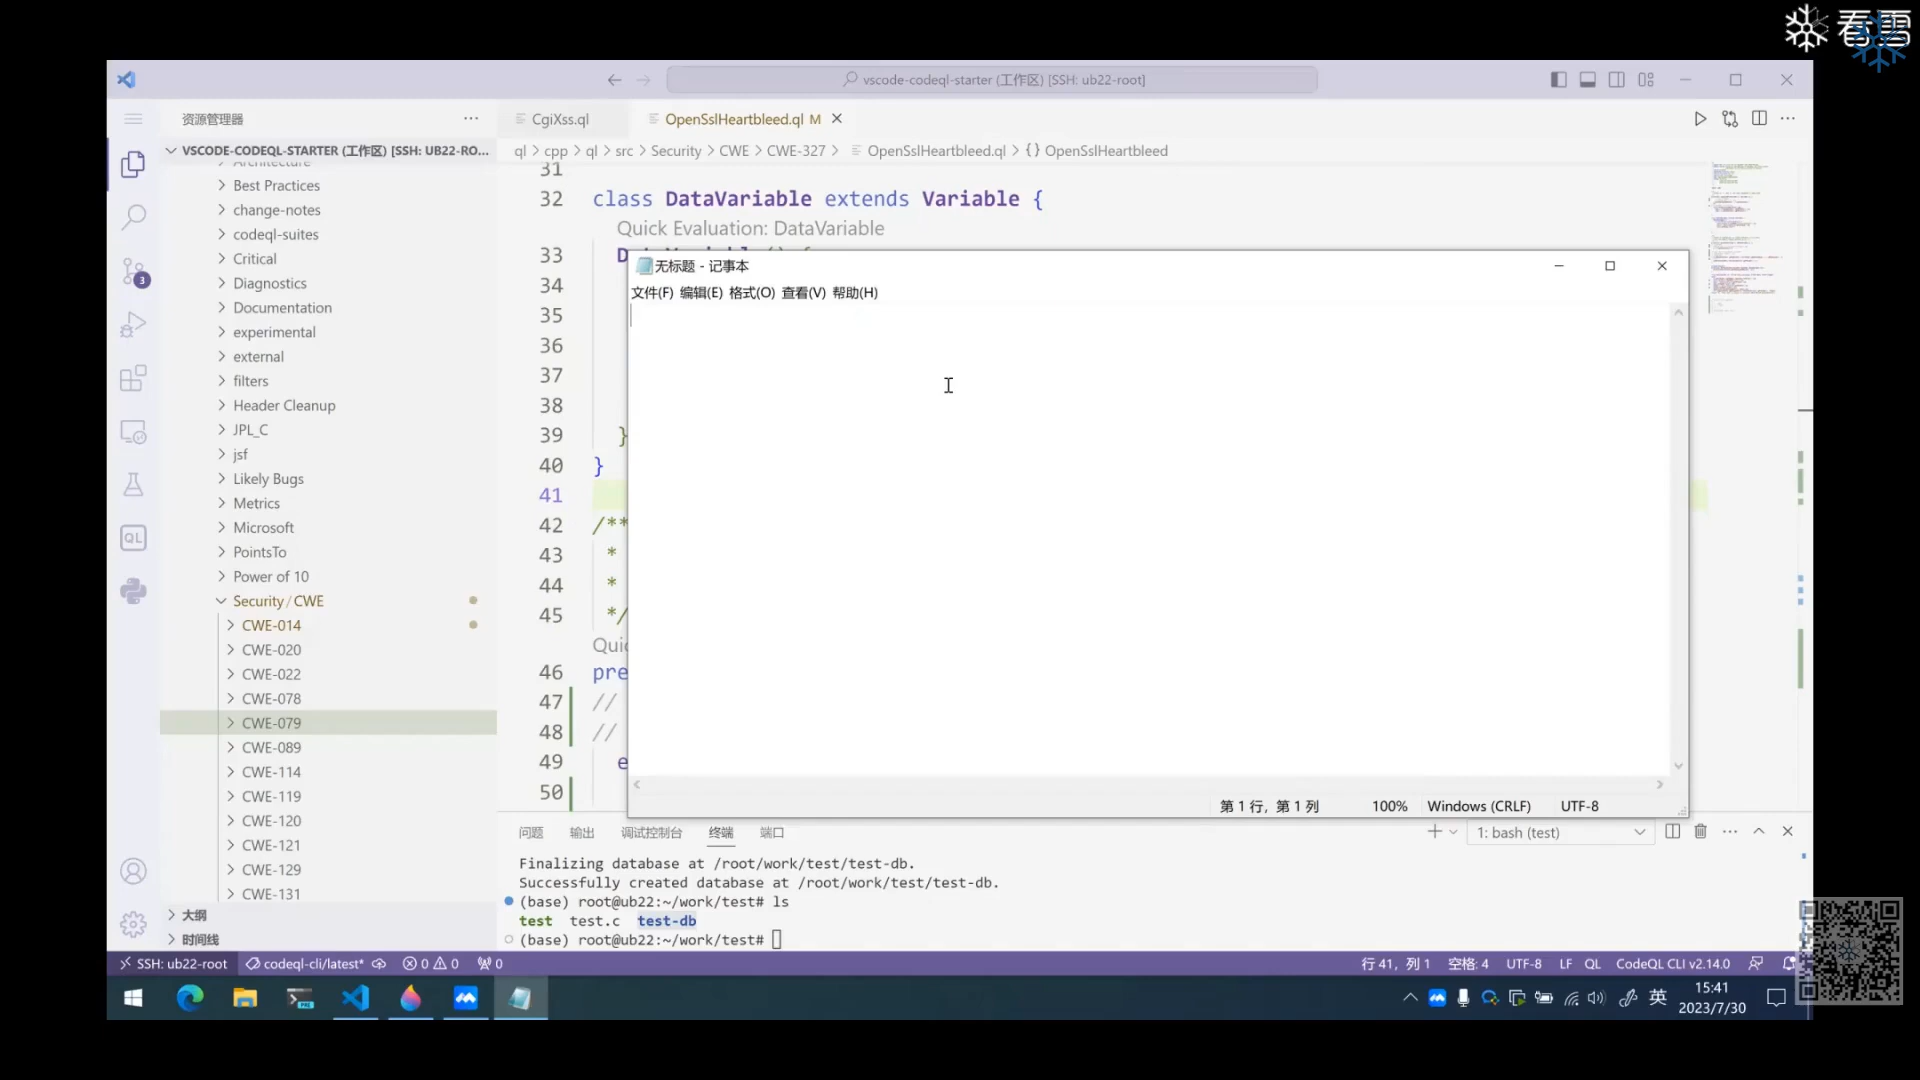 看雪
vscode-codeql-starter (工作区) [SSH: ub22-root]
资源管理器
CgiXss.ql
OpenSslHeartbleed.ql M
VSCODE-CODEQL-STARTER (工作区) [SSH: UB22-RO...
ql > cpp > ql > src > Security > CWE > CWE-327 > OpenSslHeartbleed.ql > {} OpenSslHeartbleed
Architecture
Best Practices
change-notes
codeql-suites
Critical
Diagnostics
Documentation
experimental
external
filters
Header Cleanup
JPL_C
jsf
Likely Bugs
Metrics
Microsoft
PointsTo
Power of 10
Security / CWE
CWE-014
CWE-020
CWE-022
CWE-078
CWE-079
CWE-089
CWE-114
CWE-119
CWE-120
CWE-121
CWE-129
CWE-131
大纲
时间线
3
QL
31
32 class DataVariable extends Variable {
Quick Evaluation: DataVariable
33
34
35
36
37
38
39 }
40 }
41
42 /**
43 *
44 *
45 */
46 pre
47 //
48 //
49 e
50
无标题 - 记事本
文件(F) 编辑(E) 格式(O) 查看(V) 帮助(H)
第 1 行，第 1 列 100% Windows (CRLF) UTF-8
问题 输出 调试控制台 终端 端口
1: bash (test)
Finalizing database at /root/work/test/test-db.
Successfully created database at /root/work/test/test-db.
(base) root@ub22:~/work/test# ls
test test.c test-db
(base) root@ub22:~/work/test#
SSH: ub22-root codeql-cli/latest* 0 0 0
行 41，列 1 空格: 4 UTF-8 LF QL CodeQL CLI v2.14.0
英
15:41
2023/7/30